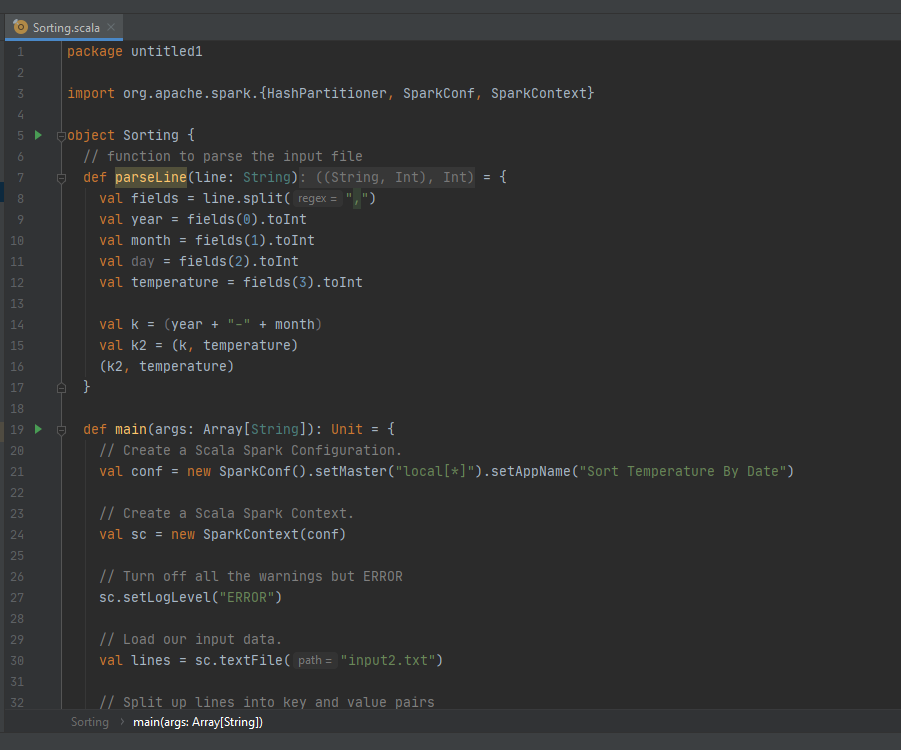 Sorting.scala
1 package untitled1
2
3 import org.apache.spark.{HashPartitioner, SparkConf, SparkContext}
4
5 object Sorting {
6 // function to parse the input file
7 def parseLine(line: String): ((String, Int), Int) = {
8 val fields = line.split( regex = ",")
9 val year = fields(0).toInt
10 val month = fields(1).toInt
11 val day = fields(2).toInt
12 val temperature = fields(3).toInt
13
14 val k = (year + "-" + month)
15 val k2 = (k, temperature)
16 (k2, temperature)
17 }
18
19 def main(args: Array[String]): Unit = {
20 // Create a Scala Spark Configuration.
21 val conf = new SparkConf().setMaster("local[*]").setAppName("Sort Temperature By Date")
22
23 // Create a Scala Spark Context.
24 val sc = new SparkContext(conf)
25
26 // Turn off all the warnings but ERROR
27 sc.setLogLevel("ERROR")
28
29 // Load our input data.
30 val lines = sc.textFile( path = "input2.txt")
31
32 // Split up lines into key and value pairs
Sorting > main(args: Array[String])